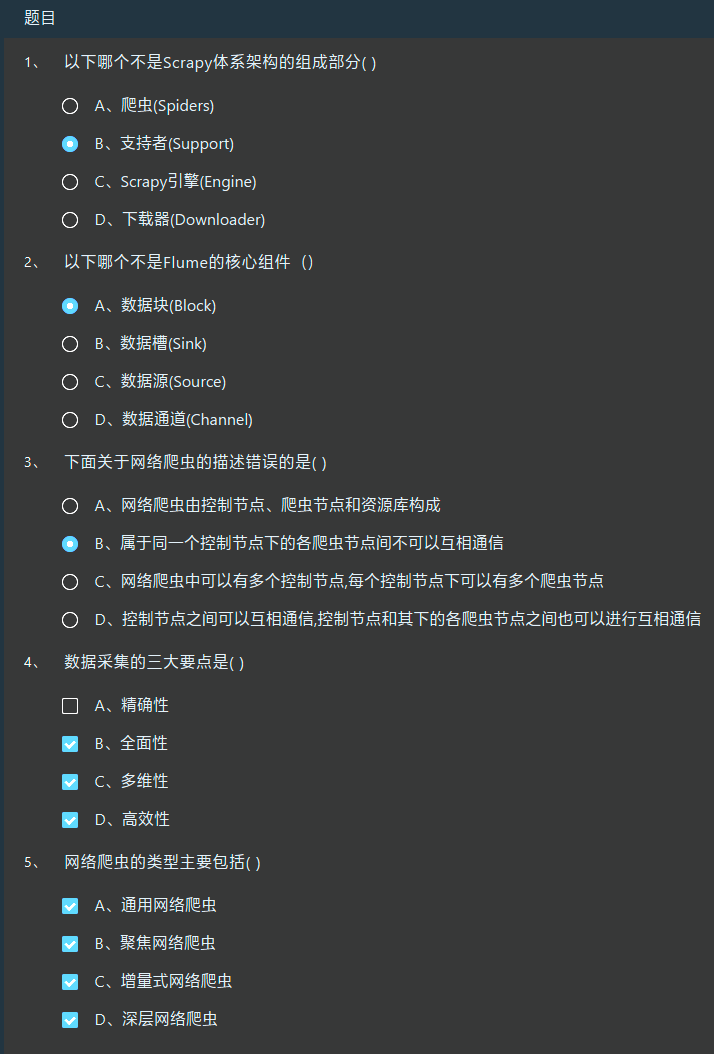 题目
1、 以下哪个不是Scrapy体系架构的组成部分( )
A、爬虫(Spiders)
B、支持者(Support)
C、Scrapy引擎(Engine)
D、下载器(Downloader)
2、 以下哪个不是Flume的核心组件（）
A、数据块(Block)
B、数据槽(Sink)
C、数据源(Source)
D、数据通道(Channel)
3、 下面关于网络爬虫的描述错误的是( )
A、网络爬虫由控制节点、爬虫节点和资源库构成
B、属于同一个控制节点下的各爬虫节点间不可以互相通信
C、网络爬虫中可以有多个控制节点,每个控制节点下可以有多个爬虫节点
D、控制节点之间可以互相通信,控制节点和其下的各爬虫节点之间也可以进行互相通信
4、 数据采集的三大要点是( )
A、精确性
B、全面性
C、多维性
D、高效性
5、 网络爬虫的类型主要包括( )
A、通用网络爬虫
B、聚焦网络爬虫
C、增量式网络爬虫
D、深层网络爬虫